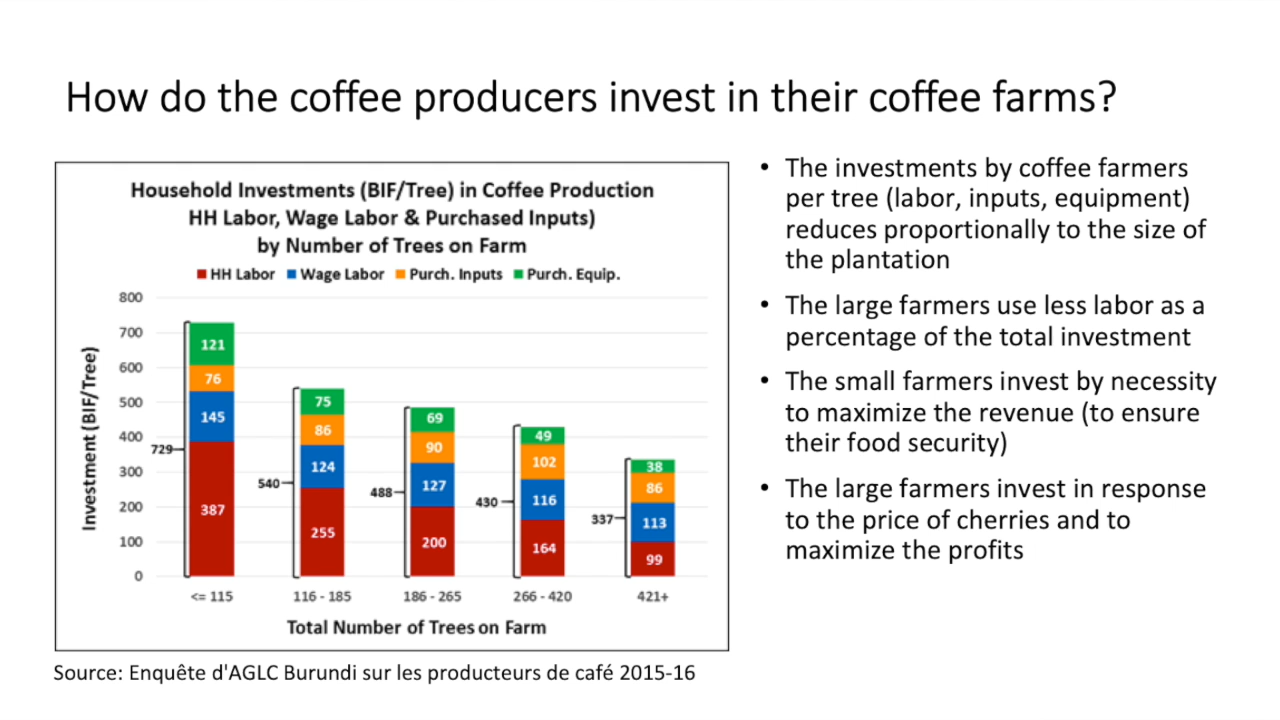 How do the coffee producers invest in their coffee farms?
Household Investments (BIF/Tree) in Coffee Production
HH Labor, Wage Labor & Purchased Inputs)
by Number of Trees on Farm
HH Labor Wage Labor Purch. Inputs Purch. Equip.
Investment (BIF/Tree)
800
700
600
500
400
300
200
100
0
729
121
76
145
387
540
75
86
124
255
488
69
90
127
200
430
49
102
116
164
337
38
86
113
99
<= 115 116 - 185 186 - 265 266 - 420 421+
Total Number of Trees on Farm
Source: Enquête d'AGLC Burundi sur les producteurs de café 2015-16
• The investments by coffee farmers
per tree (labor, inputs, equipment)
reduces proportionally to the size of
the plantation
• The large farmers use less labor as a
percentage of the total investment
• The small farmers invest by necessity
to maximize the revenue (to ensure
their food security)
• The large farmers invest in response
to the price of cherries and to
maximize the profits